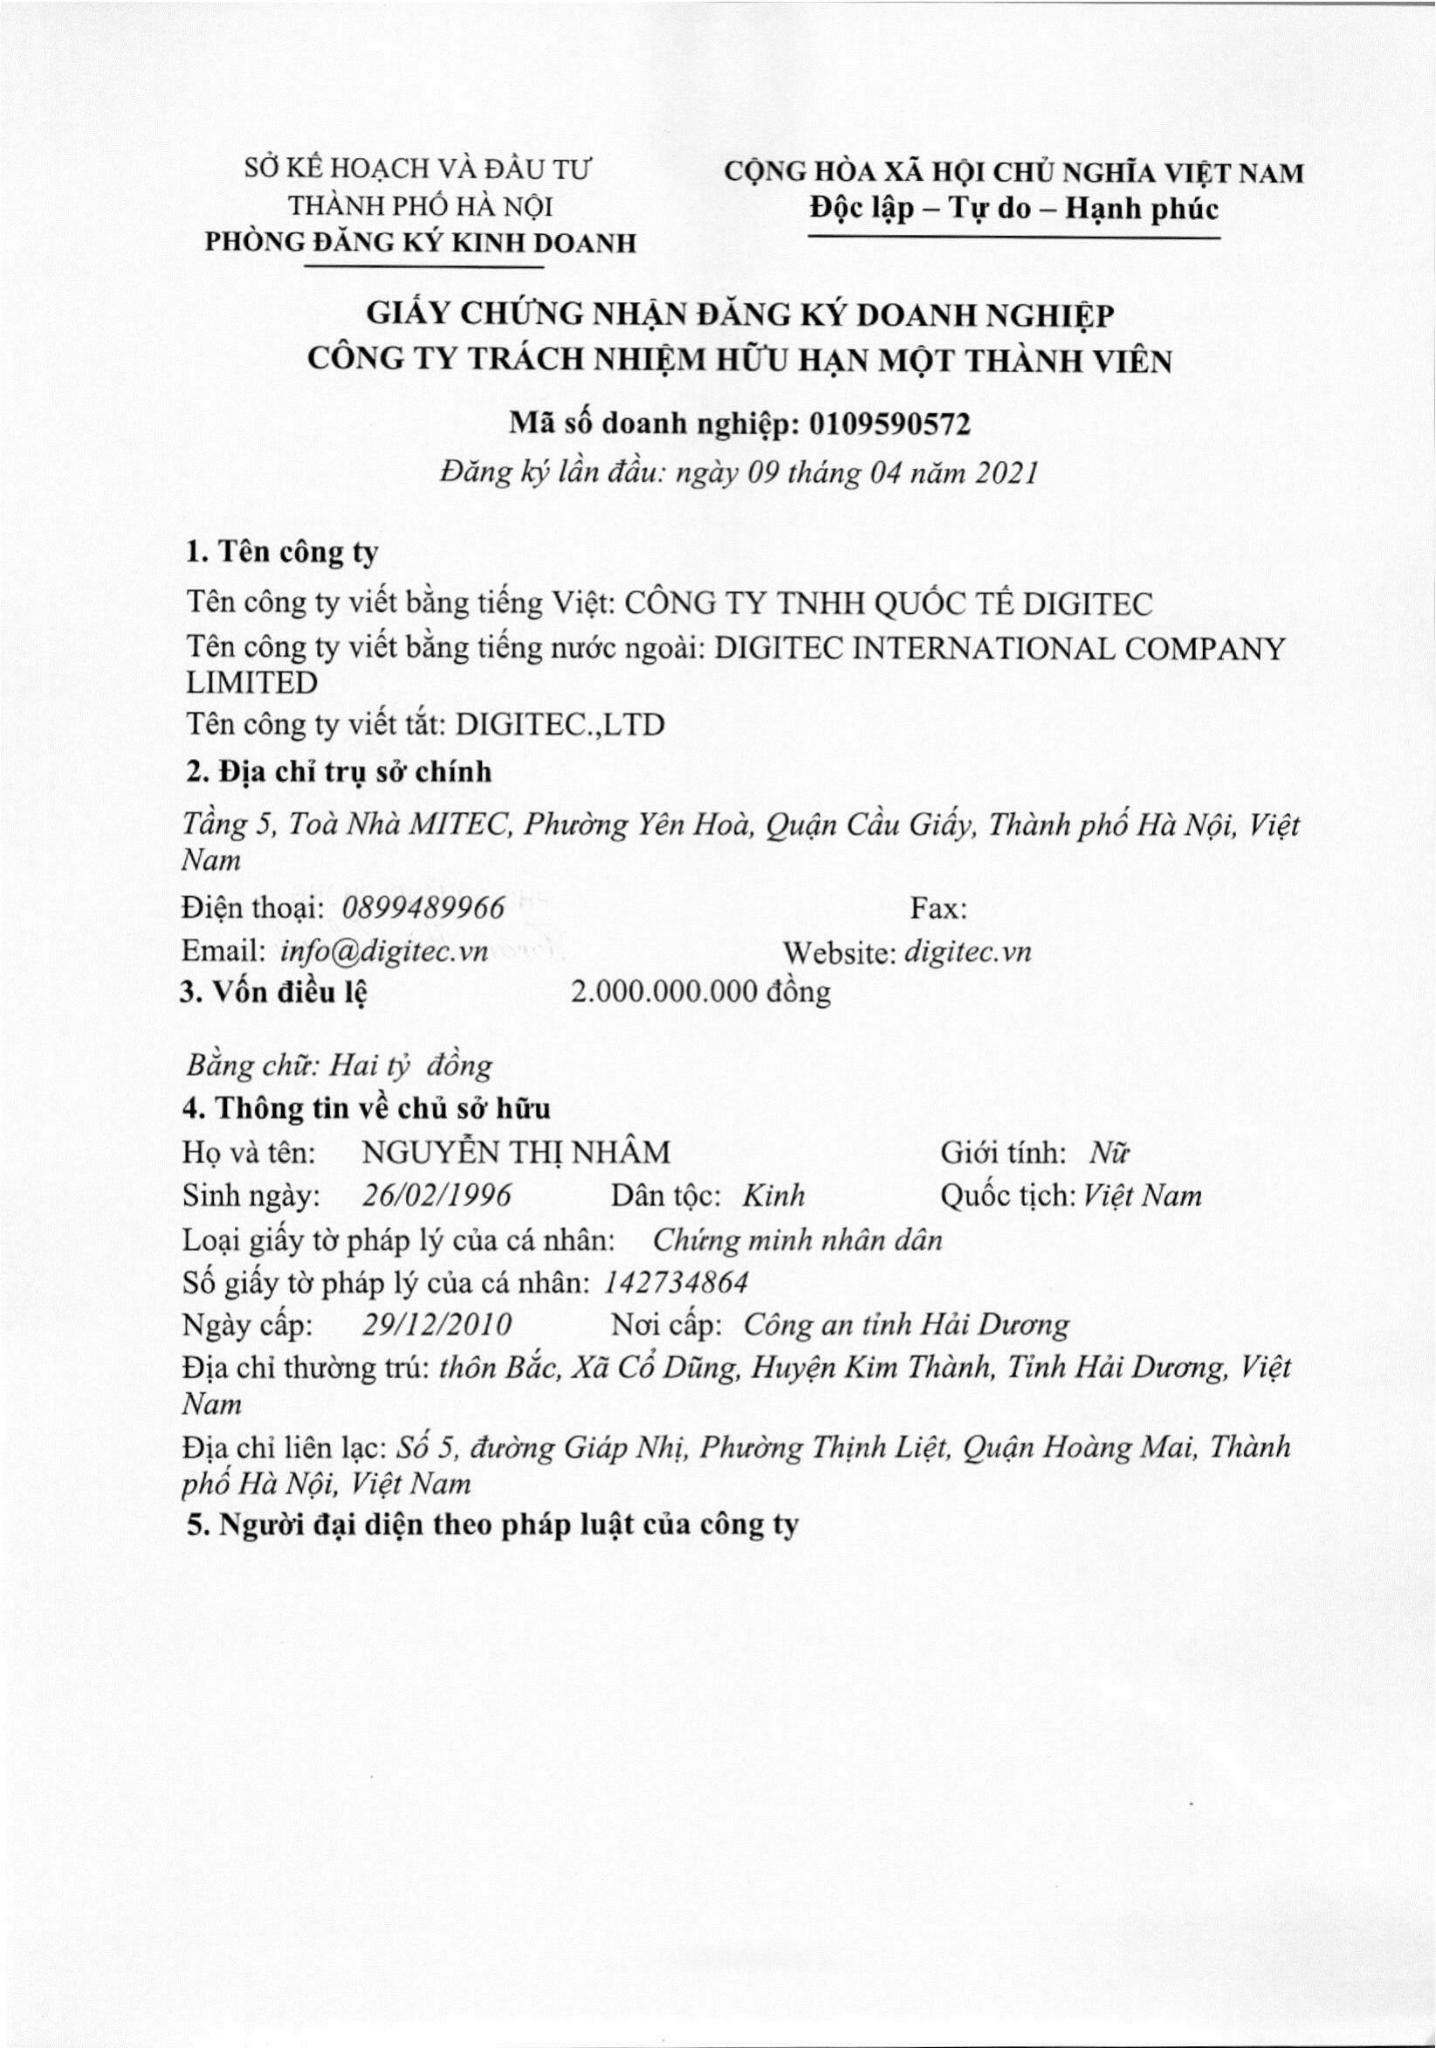 SỞ KẾ HOẠCH VÀ ĐẦU TƯ
THÀNH PHỐ HÀ NỘI
PHÒNG ĐĂNG KÝ KINH DOANH
CỘNG HÒA XÃ HỘI CHỦ NGHĨA VIỆT NAM
Độc lập – Tự do – Hạnh phúc
GIẤY CHỨNG NHẬN ĐĂNG KÝ DOANH NGHIỆP
CÔNG TY TRÁCH NHIỆM HỮU HẠN MỘT THÀNH VIÊN
Mã số doanh nghiệp: 0109590572
Đăng ký lần đầu: ngày 09 tháng 04 năm 2021
1. Tên công ty
Tên công ty viết bằng tiếng Việt: CÔNG TY TNHH QUỐC TẾ DIGITEC
Tên công ty viết bằng tiếng nước ngoài: DIGITEC INTERNATIONAL COMPANY
LIMITED
Tên công ty viết tắt: DIGITEC.,LTD
2. Địa chỉ trụ sở chính
Tầng 5, Toà Nhà MITEC, Phường Yên Hoà, Quận Cầu Giấy, Thành phố Hà Nội, Việt
Nam
Điện thoại: 0899489966 Fax:
Email: info@digitec.vn Website: digitec.vn
3. Vốn điều lệ 2.000.000.000 đồng
Bằng chữ: Hai tỷ đồng
4. Thông tin về chủ sở hữu
Họ và tên: NGUYỄN THỊ NHÂM Giới tính: Nữ
Sinh ngày: 26/02/1996 Dân tộc: Kinh Quốc tịch: Việt Nam
Loại giấy tờ pháp lý của cá nhân: Chứng minh nhân dân
Số giấy tờ pháp lý của cá nhân: 142734864
Ngày cấp: 29/12/2010 Nơi cấp: Công an tỉnh Hải Dương
Địa chỉ thường trú: thôn Bắc, Xã Cổ Dũng, Huyện Kim Thành, Tỉnh Hải Dương, Việt
Nam
Địa chỉ liên lạc: Số 5, đường Giáp Nhị, Phường Thịnh Liệt, Quận Hoàng Mai, Thành
phố Hà Nội, Việt Nam
5. Người đại diện theo pháp luật của công ty